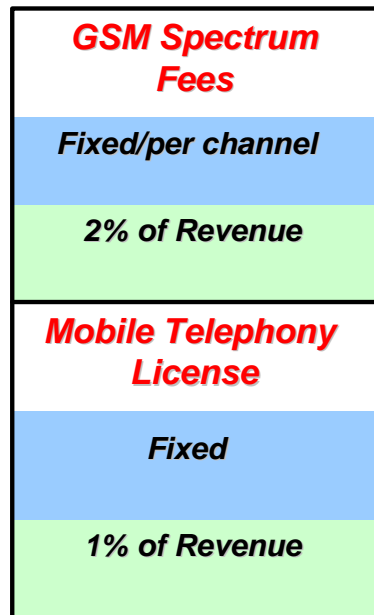 GSM Spectrum
Fees
Fixed/per channel
2% of Revenue
Mobile Telephony
License
Fixed
1% of Revenue